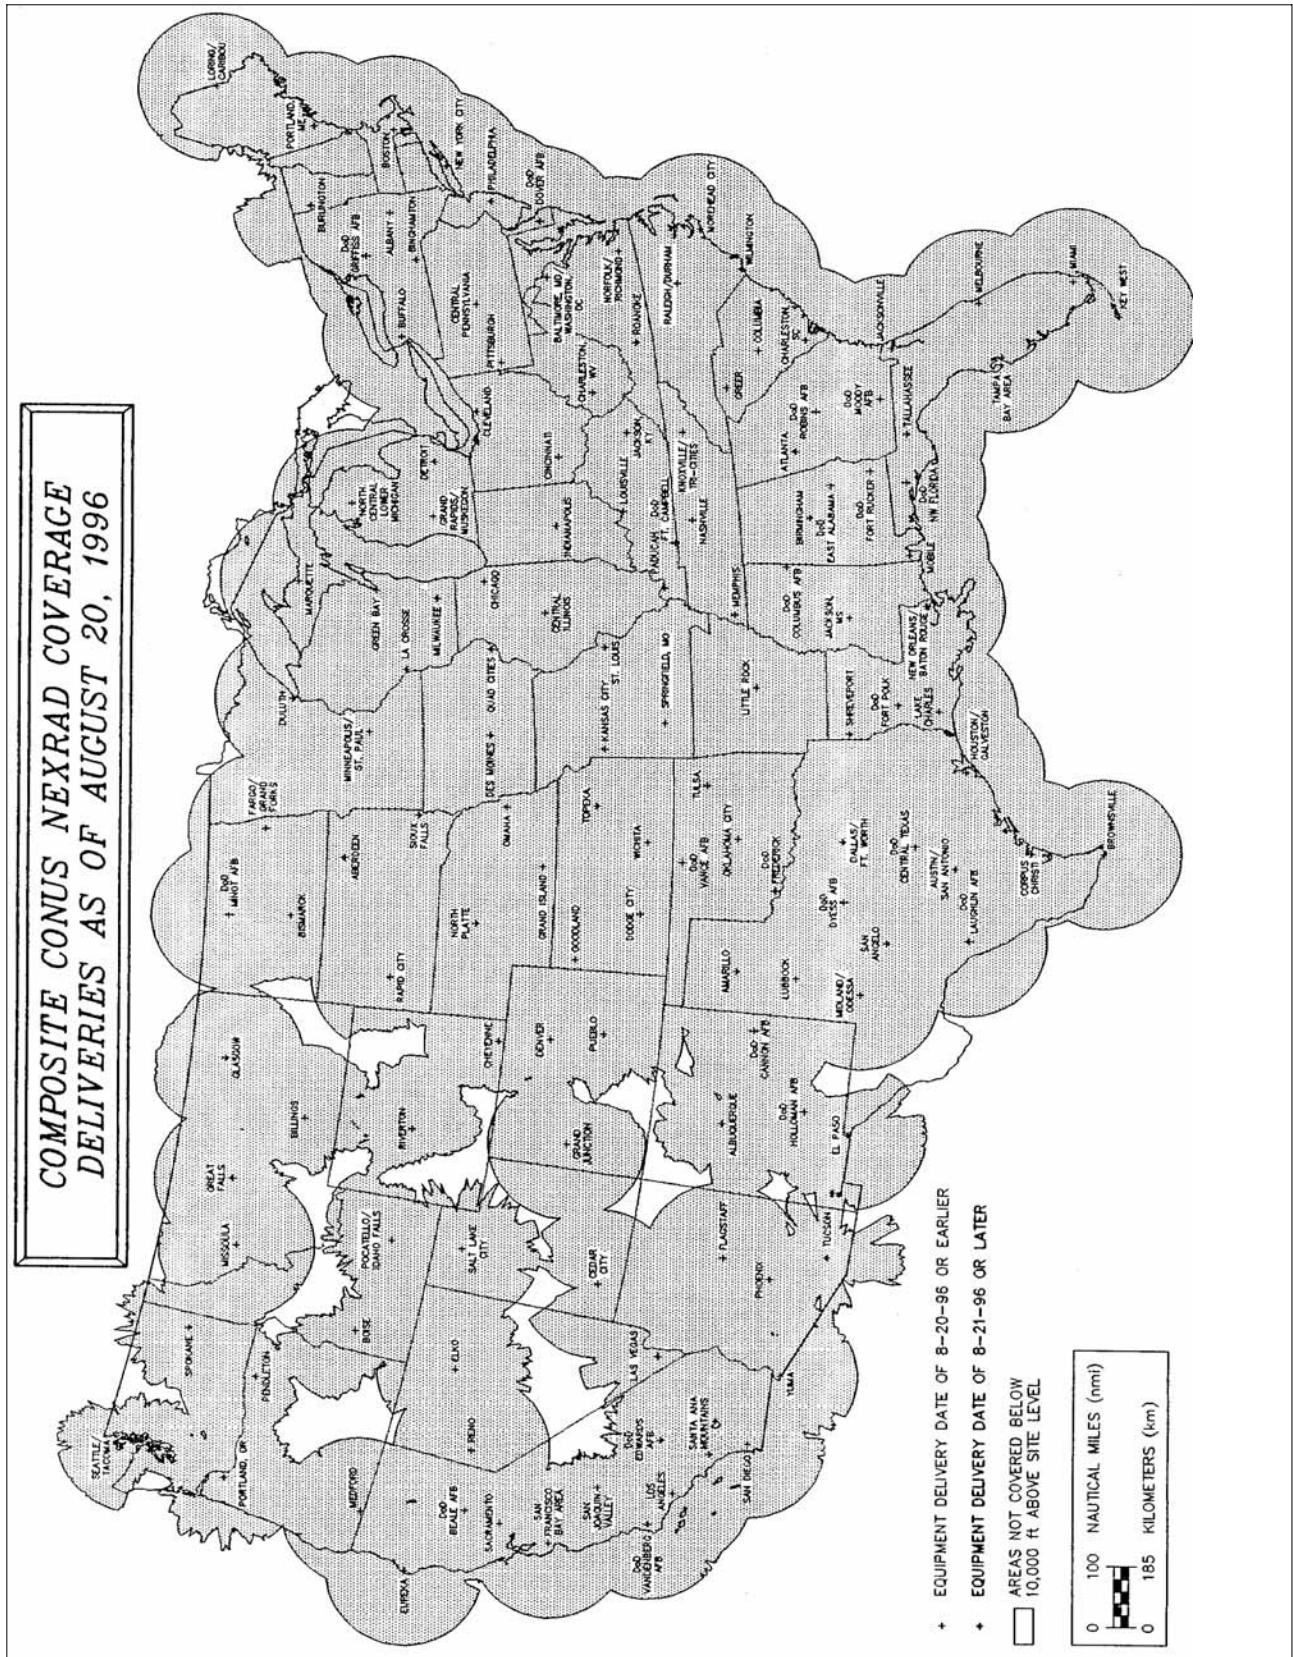 COMPOSITE CONUS NEXRAD COVERAGE
DELIVERIES AS OF AUGUST 20, 1996
SEATTLE/
TACOMA
SPOKANE
PORTLAND, OR
PENDLETON
MISSOULA
GREAT
FALLS
GLASGOW
BILLINGS
DoD
MINOT AFB
BISMARCK
FARGO/
GRAND
FORKS
DULUTH
MINNEAPOLIS/
ST. PAUL
ABERDEEN
RAPID CITY
SIOUX
FALLS
MARQUETTE
GREEN BAY
LA CROSSE
MILWAUKEE
NORTH
CENTRAL
LOWER
MICHIGAN
GRAND
RAPIDS/
MUSKEGON
DETROIT
BUFFALO
DoD
GRIFFISS AFB
BURLINGTON
ALBANY
BINGHAMTON
LORING/
CARIBOU
PORTLAND,
ME
BOSTON
NEW YORK CITY
PHILADELPHIA
DoD
DOVER AFB
CENTRAL
PENNSYLVANIA
PITTSBURGH
CLEVELAND
MEDFORD
EUREKA
BOISE
POCATELLO/
IDAHO FALLS
RIVERTON
CHEYENNE
NORTH
PLATTE
GRAND ISLAND
OMAHA
DES MOINES
QUAD CITIES
CHICAGO
CENTRAL
ILLINOIS
INDIANAPOLIS
CINCINNATI
CHARLESTON,
WV
BALTIMORE, MD/
WASHINGTON,
DC
NORFOLK/
RICHMOND
ROANOKE
DoD
BEALE AFB
SACRAMENTO
RENO
ELKO
SALT LAKE
CITY
GRAND
JUNCTION
DENVER
PUEBLO
GOODLAND
DODGE CITY
WICHITA
TOPEKA
KANSAS CITY
ST. LOUIS
SPRINGFIELD, MO
PADUCAH
DoD
FT. CAMPBELL
LOUISVILLE
JACKSON,
KY
SAN
FRANCISCO
BAY AREA
SAN
JOAQUIN
VALLEY
DoD
VANDENBERG
AFB
DoD
EDWARDS
AFB
LOS
ANGELES
SANTA ANA
MOUNTAINS
SAN DIEGO
LAS VEGAS
CEDAR
CITY
YUMA
PHOENIX
FLAGSTAFF
TUCSON
ALBUQUERQUE
DoD
HOLLOMAN AFB
DoD
CANNON AFB
EL PASO
AMARILLO
LUBBOCK
MIDLAND/
ODESSA
SAN
ANGELO
DoD
DYESS AFB
DoD
FREDERICK
DoD
VANCE AFB
OKLAHOMA CITY
TULSA
DALLAS/
FT. WORTH
DoD
CENTRAL TEXAS
AUSTIN/
SAN ANTONIO
DoD
LAUGHLIN AFB
CORPUS
CHRISTI
BROWNSVILLE
HOUSTON/
GALVESTON
LAKE
CHARLES
DoD
FORT POLK
SHREVEPORT
LITTLE ROCK
MEMPHIS
NASHVILLE
KNOXVILLE/
TRI-CITIES
DoD
COLUMBUS AFB
JACKSON,
MS
NEW ORLEANS/
BATON ROUGE
MOBILE
BIRMINGHAM
DoD
EAST ALABAMA
DoD
FORT RUCKER
DoD
NW FLORIDA
ATLANTA
DoD
ROBINS AFB
DoD
MOODY
AFB
TALLAHASSEE
GREER
COLUMBIA
CHARLESTON,
SC
RALEIGH/DURHAM
MOREHEAD CITY
WILMINGTON
JACKSONVILLE
TAMPA
BAY AREA
MELBOURNE
MIAMI
KEY WEST
+ EQUIPMENT DELIVERY DATE OF 8-20-96 OR EARLIER
+ EQUIPMENT DELIVERY DATE OF 8-21-96 OR LATER
AREAS NOT COVERED BELOW
10,000 ft ABOVE SITE LEVEL
0 100 NAUTICAL MILES (nmi)
0 185 KILOMETERS (km)